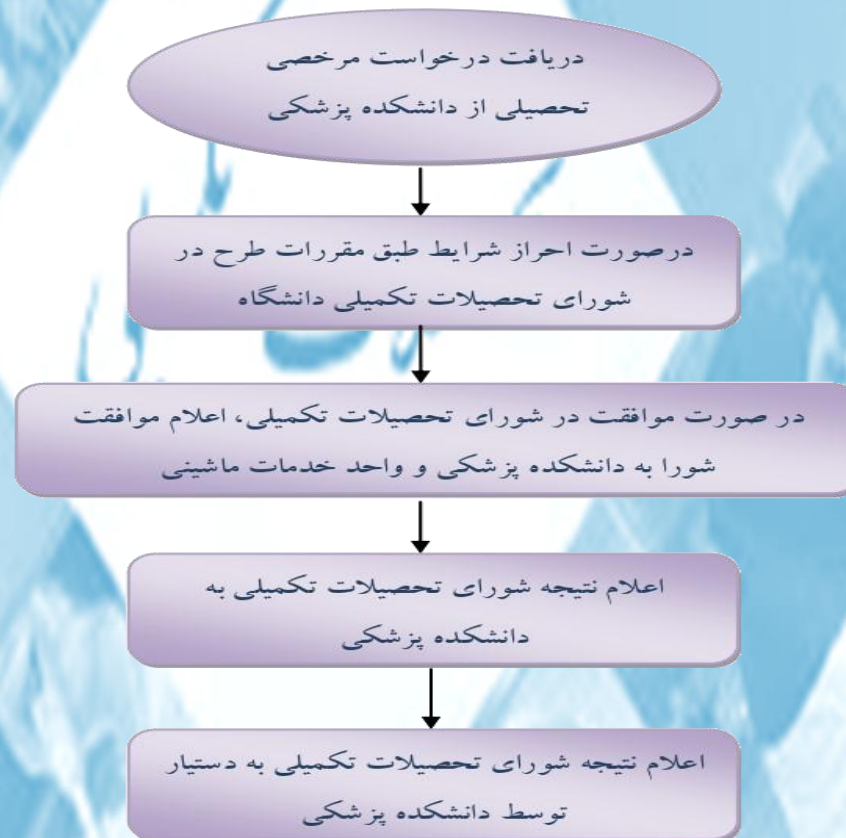 دریافت درخواست مرخصی
تحصیلی از دانشکده پزشکی
درصورت احراز شرایط طبق مقررات طرح در
شورای تحصیلات تکمیلی دانشگاه
در صورت موافقت در شورای تحصیلات تکمیلی، اعلام موافقت
شورا به دانشکده پزشکی و واحد خدمات ماشینی
اعلام نتیجه شورای تحصیلات تکمیلی به
دانشکده پزشکی
اعلام نتیجه شورای تحصیلات تکمیلی به دستیار
توسط دانشکده پزشکی